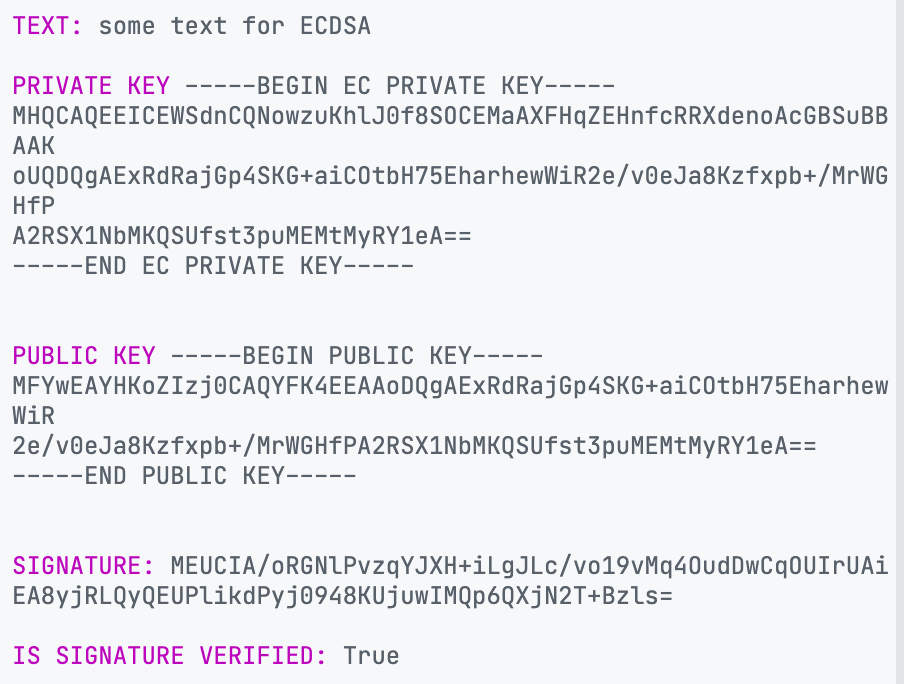 TEXT: some text for ECDSA
PRIVATE KEY -----BEGIN EC PRIVATE KEY-----
MHQCAQEEICEWSdnCQNowzuKhlJ0f8SOCEMaAXFHqZEHnfcRRXdenoAcGBSuBB
AAK
oUQDQgAExRdRajGp4SKG+aiCOtbH75EharhewWiR2e/v0eJa8Kzfxpb+/MrWG
HfP
A2RSX1NbMKQSUfst3puMEMtMyRY1eA==
-----END EC PRIVATE KEY-----
PUBLIC KEY -----BEGIN PUBLIC KEY-----
MFYwEAYHKoZIzj0CAQYFK4EEAAoDQgAExRdRajGp4SKG+aiCOtbH75Eharhew
WiR
2e/v0eJa8Kzfxpb+/MrWGHfPA2RSX1NbMKQSUfst3puMEMtMyRY1eA==
-----END PUBLIC KEY-----
SIGNATURE: MEUCIA/oRGNlPvzqYJXH+iLgJLc/vo19vMq4OudDwCqOUIrUAi
EA8yjRLQyQEUPlikdPyj0948KUjuwIMQp6QXjN2T+Bzls=
IS SIGNATURE VERIFIED: True